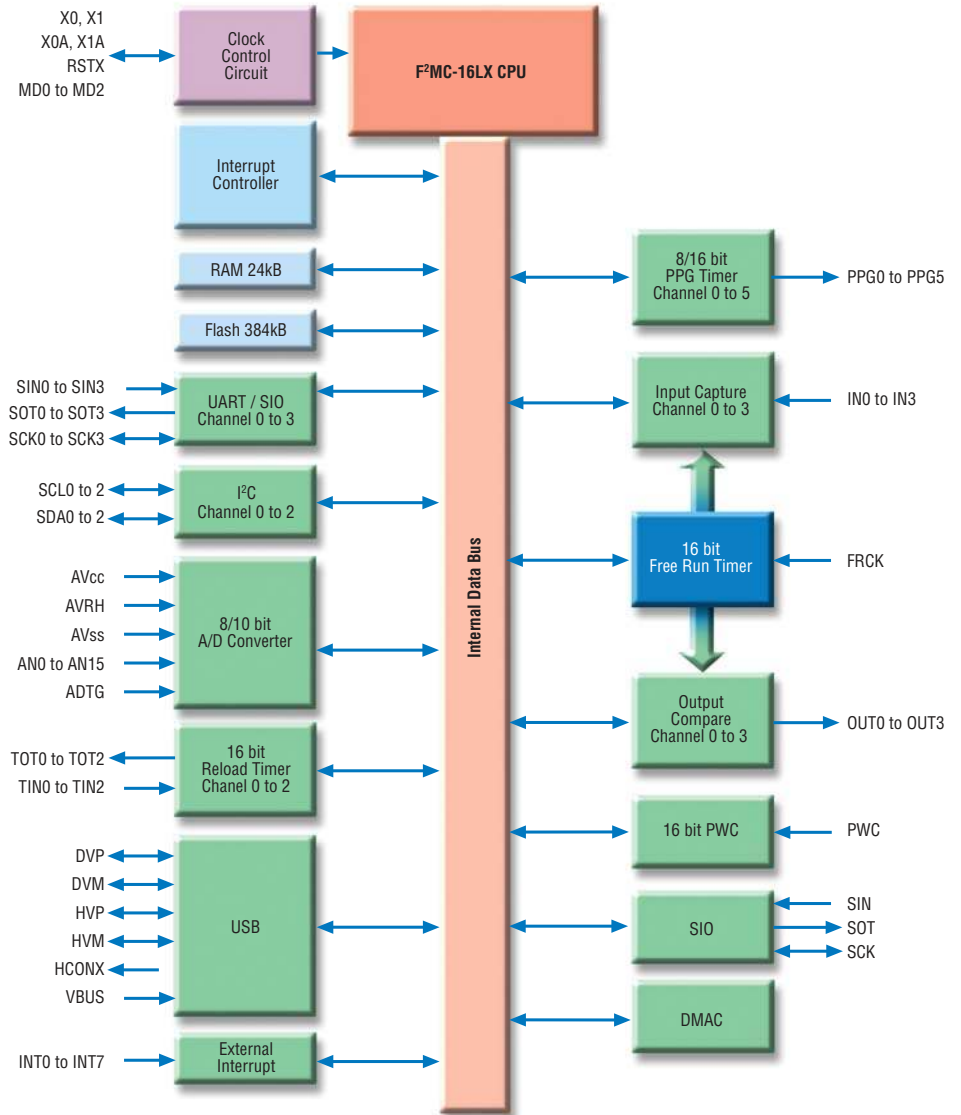 X0, X1
X0A, X1A
RSTX
MD0 to MD2
Clock
Control
Circuit
F²MC-16LX CPU
Interrupt
Controller
RAM 24kB
Flash 384kB
SIN0 to SIN3
SOT0 to SOT3
SCK0 to SCK3
UART / SIO
Channel 0 to 3
SCL0 to 2
SDA0 to 2
I²C
Channel 0 to 2
AVcc
AVRH
AVss
AN0 to AN15
ADTG
8/10 bit
A/D Converter
TOT0 to TOT2
TIN0 to TIN2
16 bit
Reload Timer
Chanel 0 to 2
DVP
DVM
HVP
HVM
HCONX
VBUS
USB
INT0 to INT7
External
Interrupt
Internal Data Bus
8/16 bit
PPG Timer
Channel 0 to 5
PPG0 to PPG5
Input Capture
Channel 0 to 3
IN0 to IN3
16 bit
Free Run Timer
FRCK
Output
Compare
Channel 0 to 3
OUT0 to OUT3
16 bit PWC
PWC
SIO
SIN
SOT
SCK
DMAC